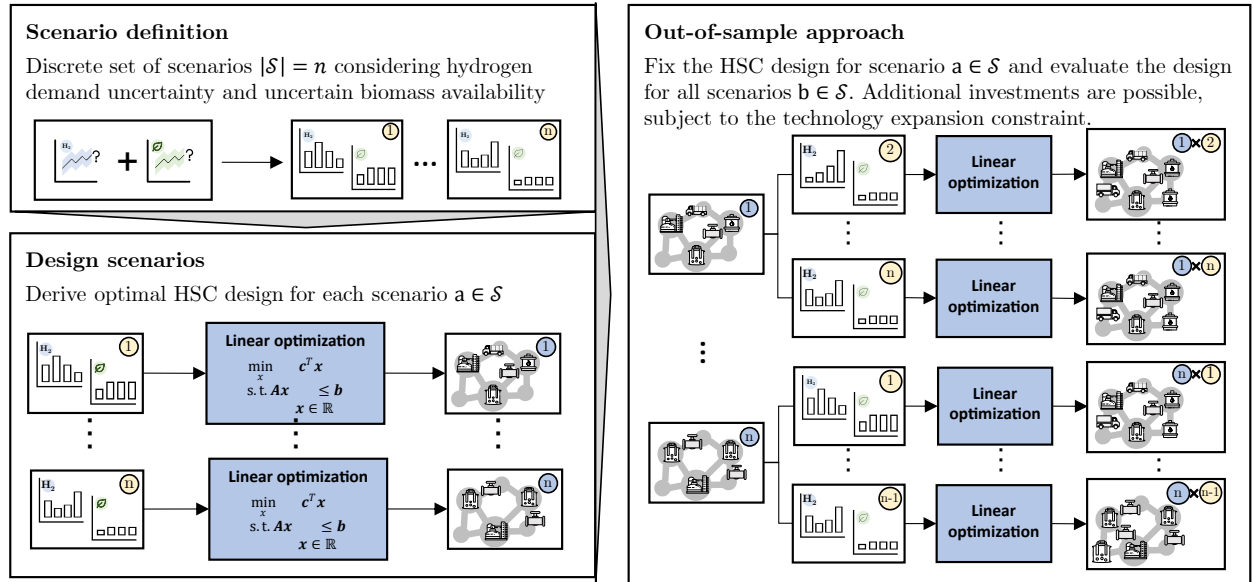 Scenario definition
Discrete set of scenarios |𝒮| = n considering hydrogen
demand uncertainty and uncertain biomass availability
H₂ ? + ? H₂ 1 ... H₂ n
Design scenarios
Derive optimal HSC design for each scenario a ∈ 𝒮
H₂ 1
Linear optimization
min x cᵀx
s.t. Ax ≤ b
x ∈ ℝ
1
H₂ n
Linear optimization
min x cᵀx
s.t. Ax ≤ b
x ∈ ℝ
n
Out-of-sample approach
Fix the HSC design for scenario a ∈ 𝒮 and evaluate the design
for all scenarios b ∈ 𝒮. Additional investments are possible,
subject to the technology expansion constraint.
1
H₂ 2
Linear
optimization
1×2
H₂ n
Linear
optimization
1×n
n
H₂ 1
Linear
optimization
n×1
H₂ n-1
Linear
optimization
n×n-1